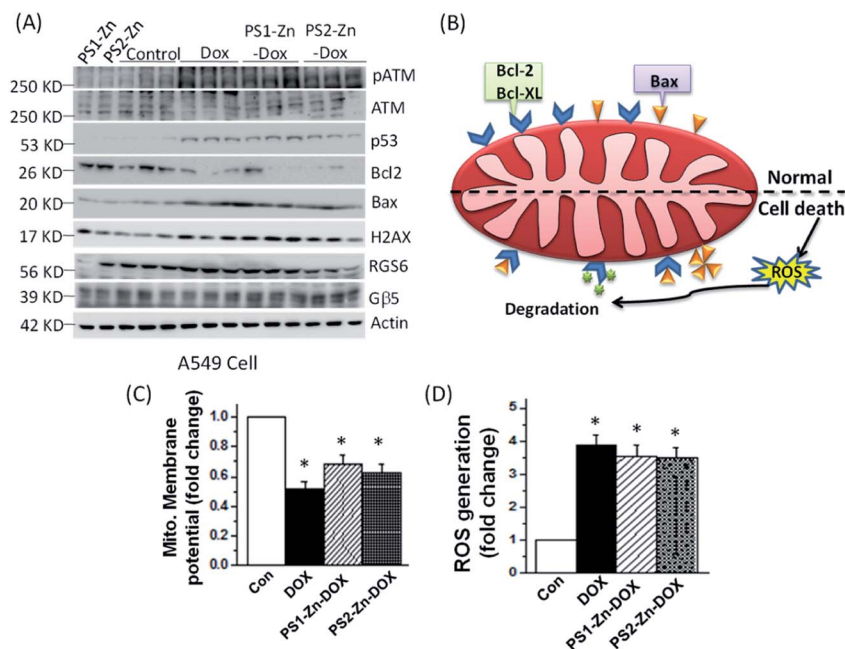 (A)
PS1-Zn
PS2-Zn
Control
Dox
PS1-Zn
-Dox
PS2-Zn
-Dox
250 KD
pATM
250 KD
ATM
53 KD
p53
26 KD
Bcl2
20 KD
Bax
17 KD
H2AX
56 KD
RGS6
39 KD
Gβ5
42 KD
Actin
A549 Cell
(B)
Bcl-2
Bcl-XL
Bax
Normal
Cell death
ROS
Degradation
(C)
Mito. Membrane
potential (fold change)
1.0
0.8
0.6
0.4
0.2
0.0
* * *
Con
DOX
PS1-Zn-DOX
PS2-Zn-DOX
(D)
ROS generation
(fold change)
5
4
3
2
1
0
* * *
Con
DOX
PS1-Zn-DOX
PS2-Zn-DOX